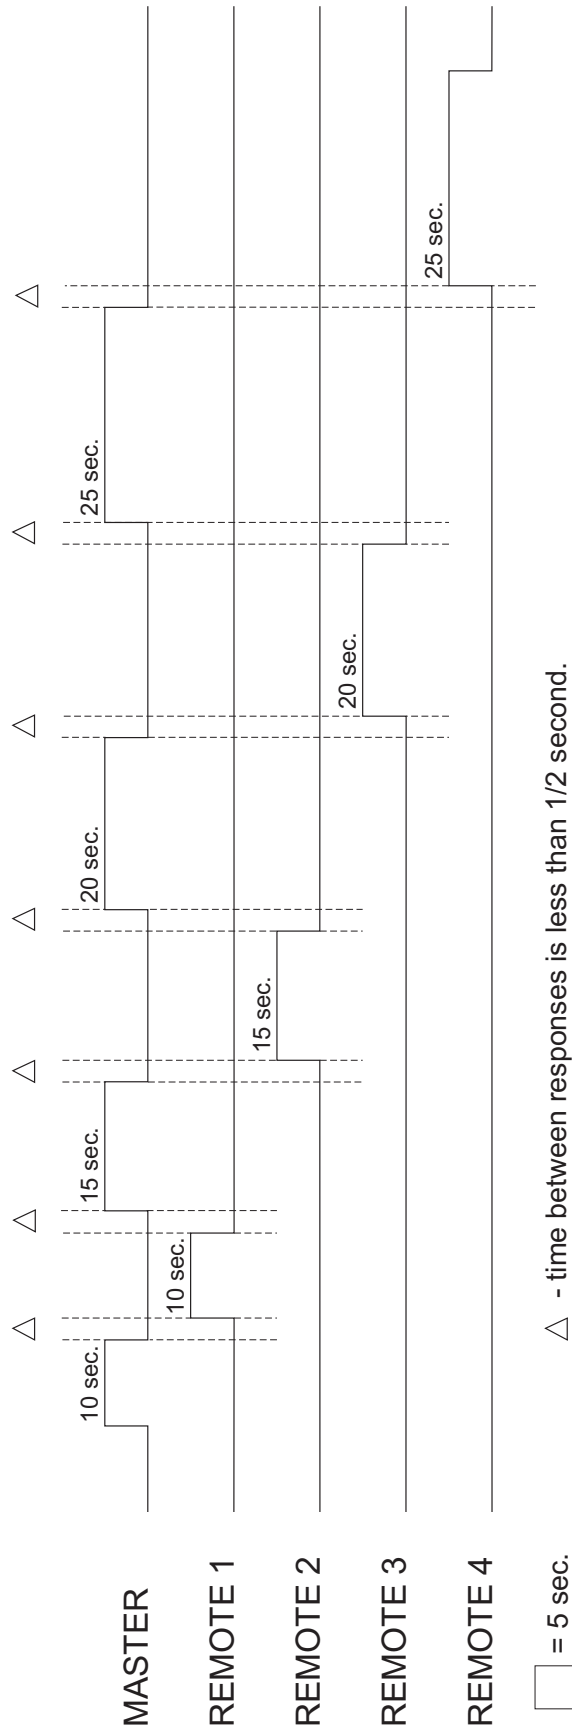 MASTER
10 sec.
15 sec.
20 sec.
25 sec.
REMOTE 1
10 sec.
REMOTE 2
15 sec.
REMOTE 3
20 sec.
REMOTE 4
25 sec.
= 5 sec.
△ - time between responses is less than 1/2 second.